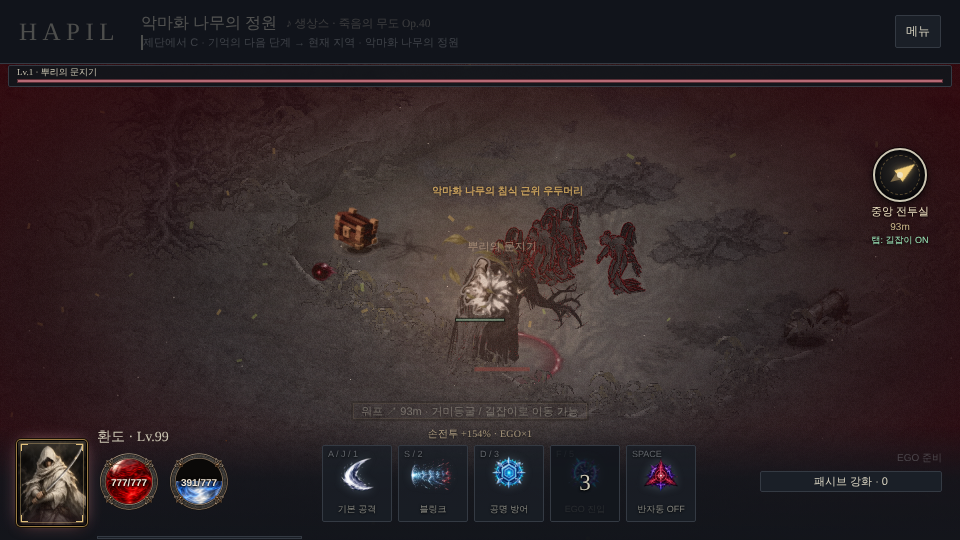 HAPIL
악마화 나무의 정원 ♪ 생상스 · 죽음의 무도 Op.40
제단에서 C · 기억의 다음 단계 → 현재 지역 · 악마화 나무의 정원
메뉴
Lv.1 · 뿌리의 문지기
악마화 나무의 침식 근위 우두머리
뿌리의 문지기
중앙 전투실
93m
탭: 길잡이 ON
워프 ↗ 93m · 거미동굴 / 길잡이로 이동 가능
손전투 +154% · EGO×1
환도 · Lv.99
777/777
391/777
A / J / 1
기본 공격
S / 2
블링크
D / 3
공명 방어
3
EGO 진입
SPACE
반자동 OFF
EGO 준비
패시브 강화 · 0